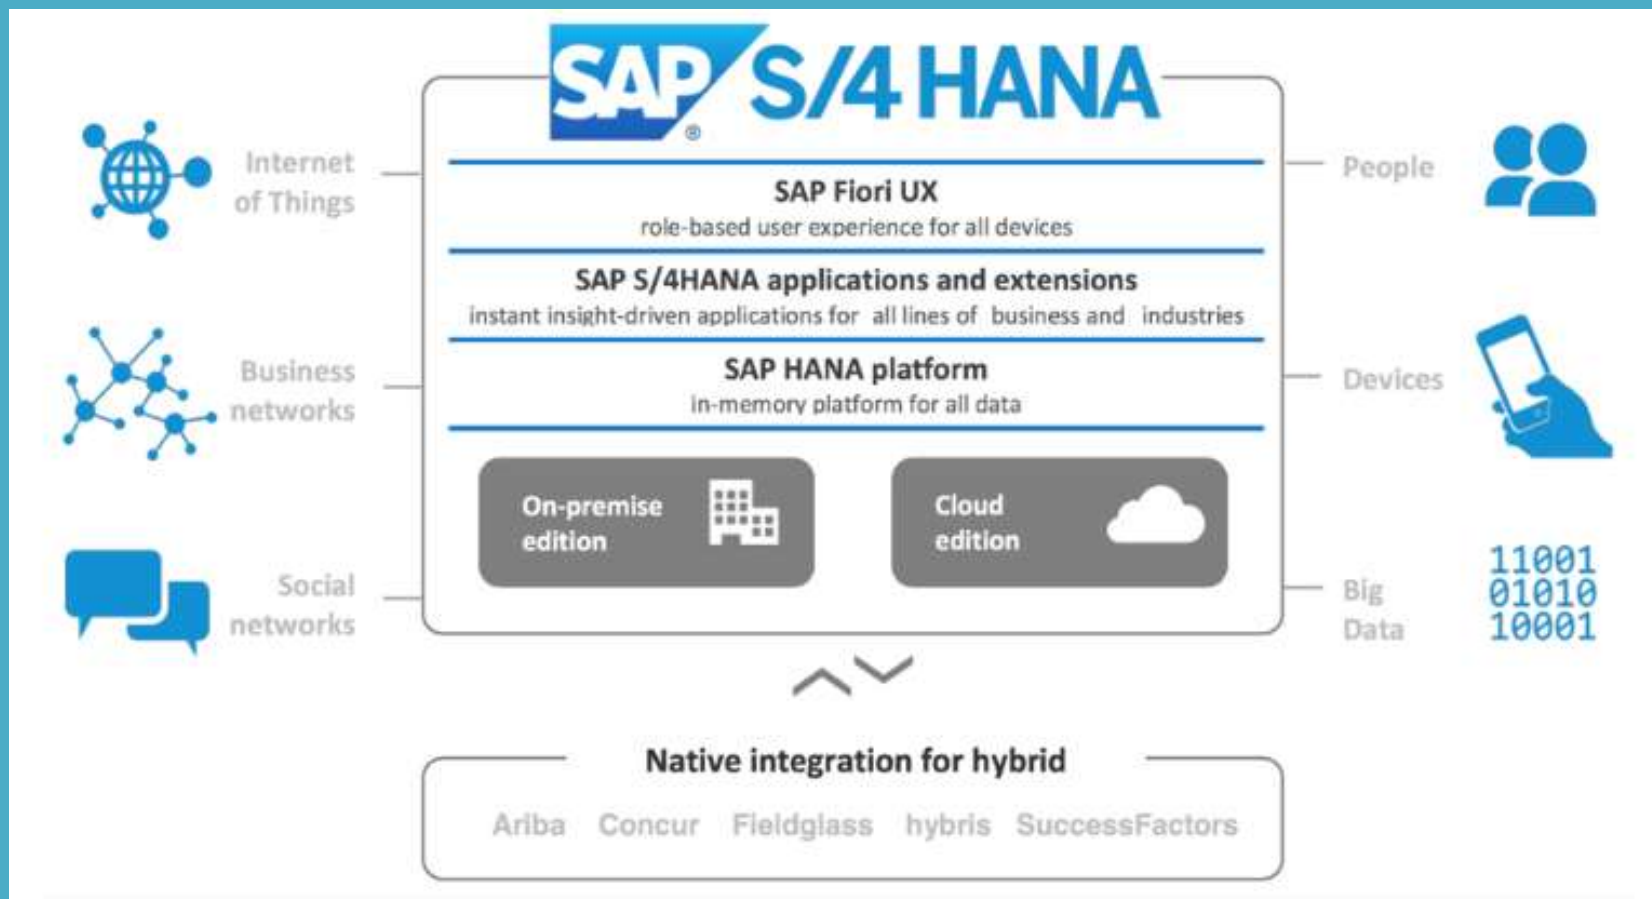 SAP® S/4 HANA
Internet
of Things
Business
networks
Social
networks
SAP Fiori UX
role-based user experience for all devices
SAP S/4HANA applications and extensions
instant insight-driven applications for all lines of business and industries
SAP HANA platform
in-memory platform for all data
On-premise
edition
Cloud
edition
People
Devices
Big
Data
11001
01010
10001
Native integration for hybrid
Ariba Concur Fieldglass hybris SuccessFactors